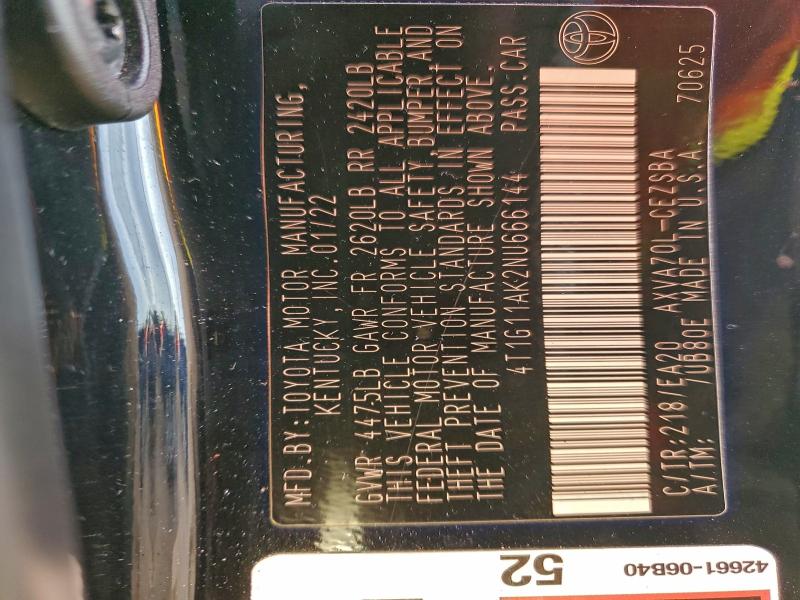 MFD.BY:TOYOTA MOTOR MANUFACTURING,
KENTUCKY, INC.01/22
GVWR 4475LB GAWR FR 2620LB RR 2420LB
THIS VEHICLE CONFORMS TO ALL APPLICABLE
FEDERAL MOTOR VEHICLE SAFETY BUMPER AND
THEFT PREVENTION STANDARDS IN EFFECT ON
THE DATE OF MANUFACTURE SHOWN ABOVE.
4T1G11AK2NU666144 PASS.CAR
C/TR:218/EA20 AXVA70L-CEZSBA 70625
A/TM: 70B80E MADE IN U.S.A.
52
42661-06B40